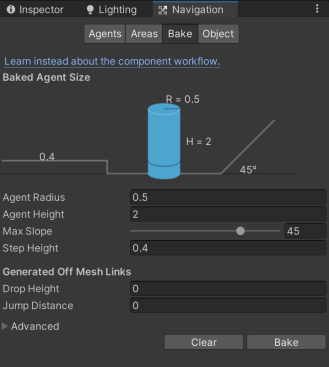 Inspector Lighting Navigation
Agents Areas Bake Object
Learn instead about the component workflow.
Baked Agent Size
R = 0.5
H = 2
0.4
45°
Agent Radius 0.5
Agent Height 2
Max Slope 45
Step Height 0.4
Generated Off Mesh Links
Drop Height 0
Jump Distance 0
Advanced
Clear Bake